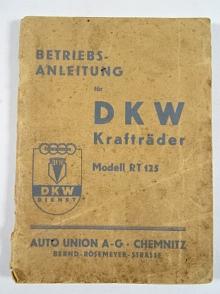 BETRIEBS-
ANLEITUNG
für
DKW
Krafträder
Modell RT 125
DKW
DIENST
AUTO UNION A-G · CHEMNITZ
BERND-ROSEMEYER-STRASSE